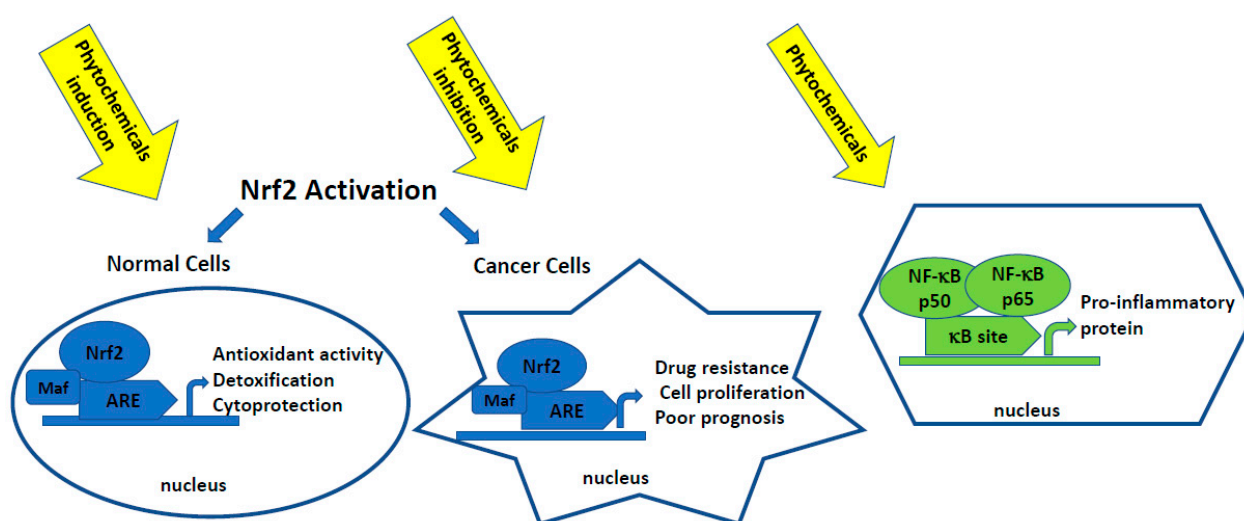 Phytochemicals
induction
Phytochemicals
inhibition
Phytochemicals
Nrf2 Activation
Normal Cells
Cancer Cells
Nrf2
Maf
ARE
Antioxidant activity
Detoxification
Cytoprotection
nucleus
Nrf2
Maf
ARE
Drug resistance
Cell proliferation
Poor prognosis
nucleus
NF-κB
p50
NF-κB
p65
κB site
Pro-inflammatory
protein
nucleus